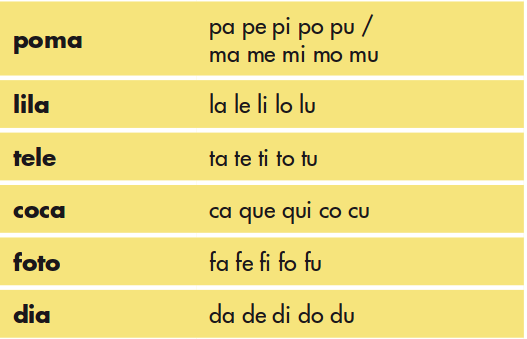 poma
pa pe pi po pu /
ma me mi mo mu
lila
la le li lo lu
tele
ta te ti to tu
coca
ca que qui co cu
foto
fa fe fi fo fu
dia
da de di do du